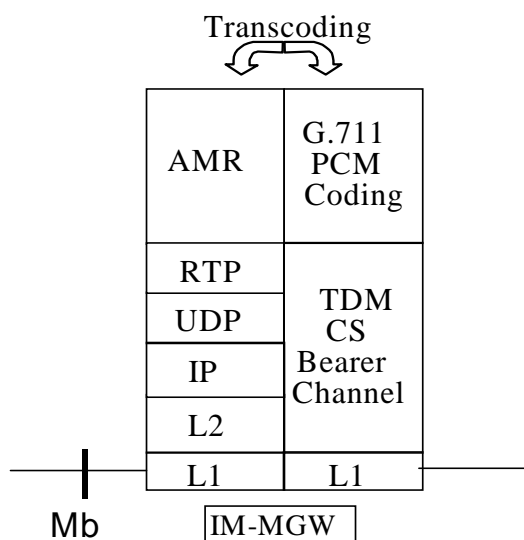 Transcoding
AMR
G.711
PCM
Coding
RTP
UDP
IP
L2
TDM
CS
Bearer
Channel
L1
L1
Mb
IM-MGW